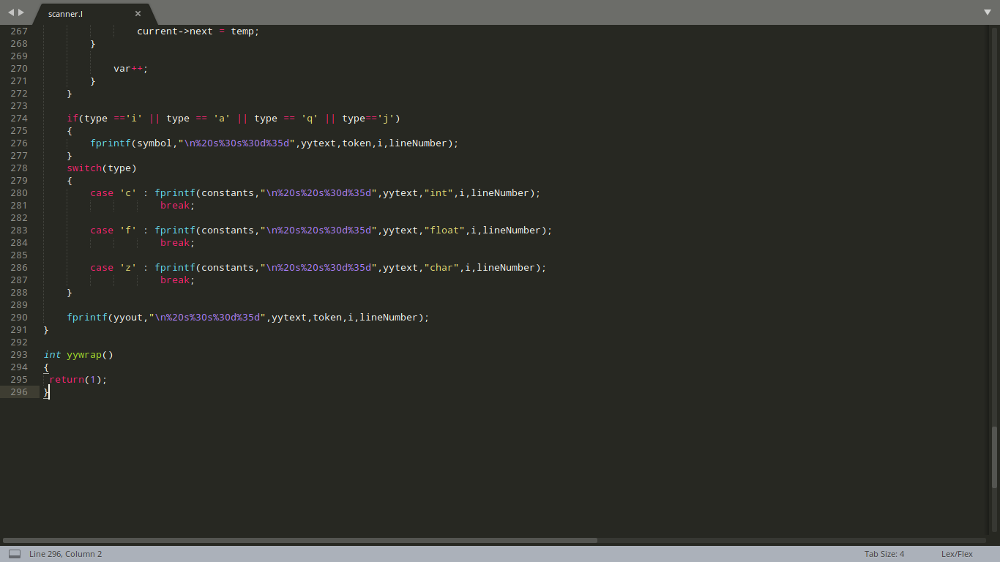 scanner.l
267 current->next = temp;
268 }
269
270 var++;
271 }
272 }
273
274 if(type =='i' || type == 'a' || type == 'q' || type=='j')
275 {
276 fprintf(symbol,"\n%20s%30s%30d%35d",yytext,token,i,lineNumber);
277 }
278 switch(type)
279 {
280 case 'c' : fprintf(constants,"\n%20s%20s%30d%35d",yytext,"int",i,lineNumber);
281 break;
282
283 case 'f' : fprintf(constants,"\n%20s%20s%30d%35d",yytext,"float",i,lineNumber);
284 break;
285
286 case 'z' : fprintf(constants,"\n%20s%20s%30d%35d",yytext,"char",i,lineNumber);
287 break;
288 }
289
290 fprintf(yyout,"\n%20s%30s%30d%35d",yytext,token,i,lineNumber);
291 }
292
293 int yywrap()
294 {
295 return(1);
296 }
Line 296, Column 2 Tab Size: 4 Lex/Flex